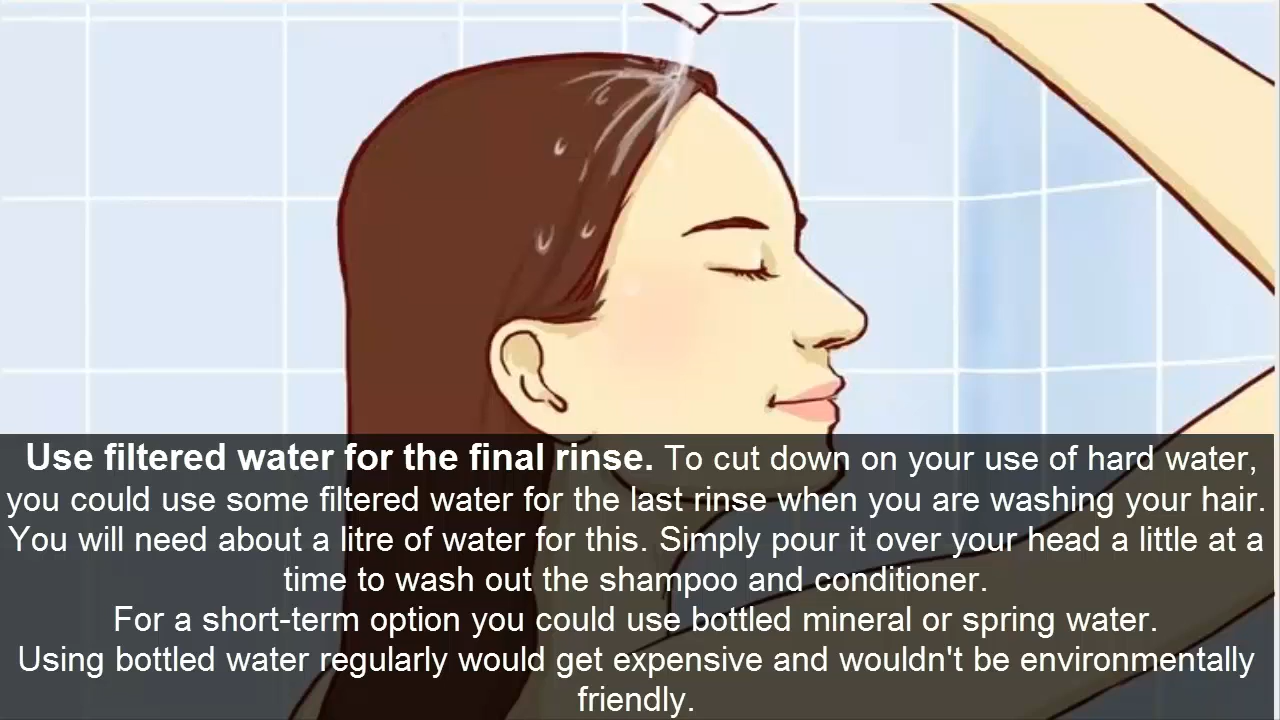 Use filtered water for the final rinse. To cut down on your use of hard water,
you could use some filtered water for the last rinse when you are washing your hair.
You will need about a litre of water for this. Simply pour it over your head a little at a
time to wash out the shampoo and conditioner.
For a short-term option you could use bottled mineral or spring water.
Using bottled water regularly would get expensive and wouldn't be environmentally
friendly.